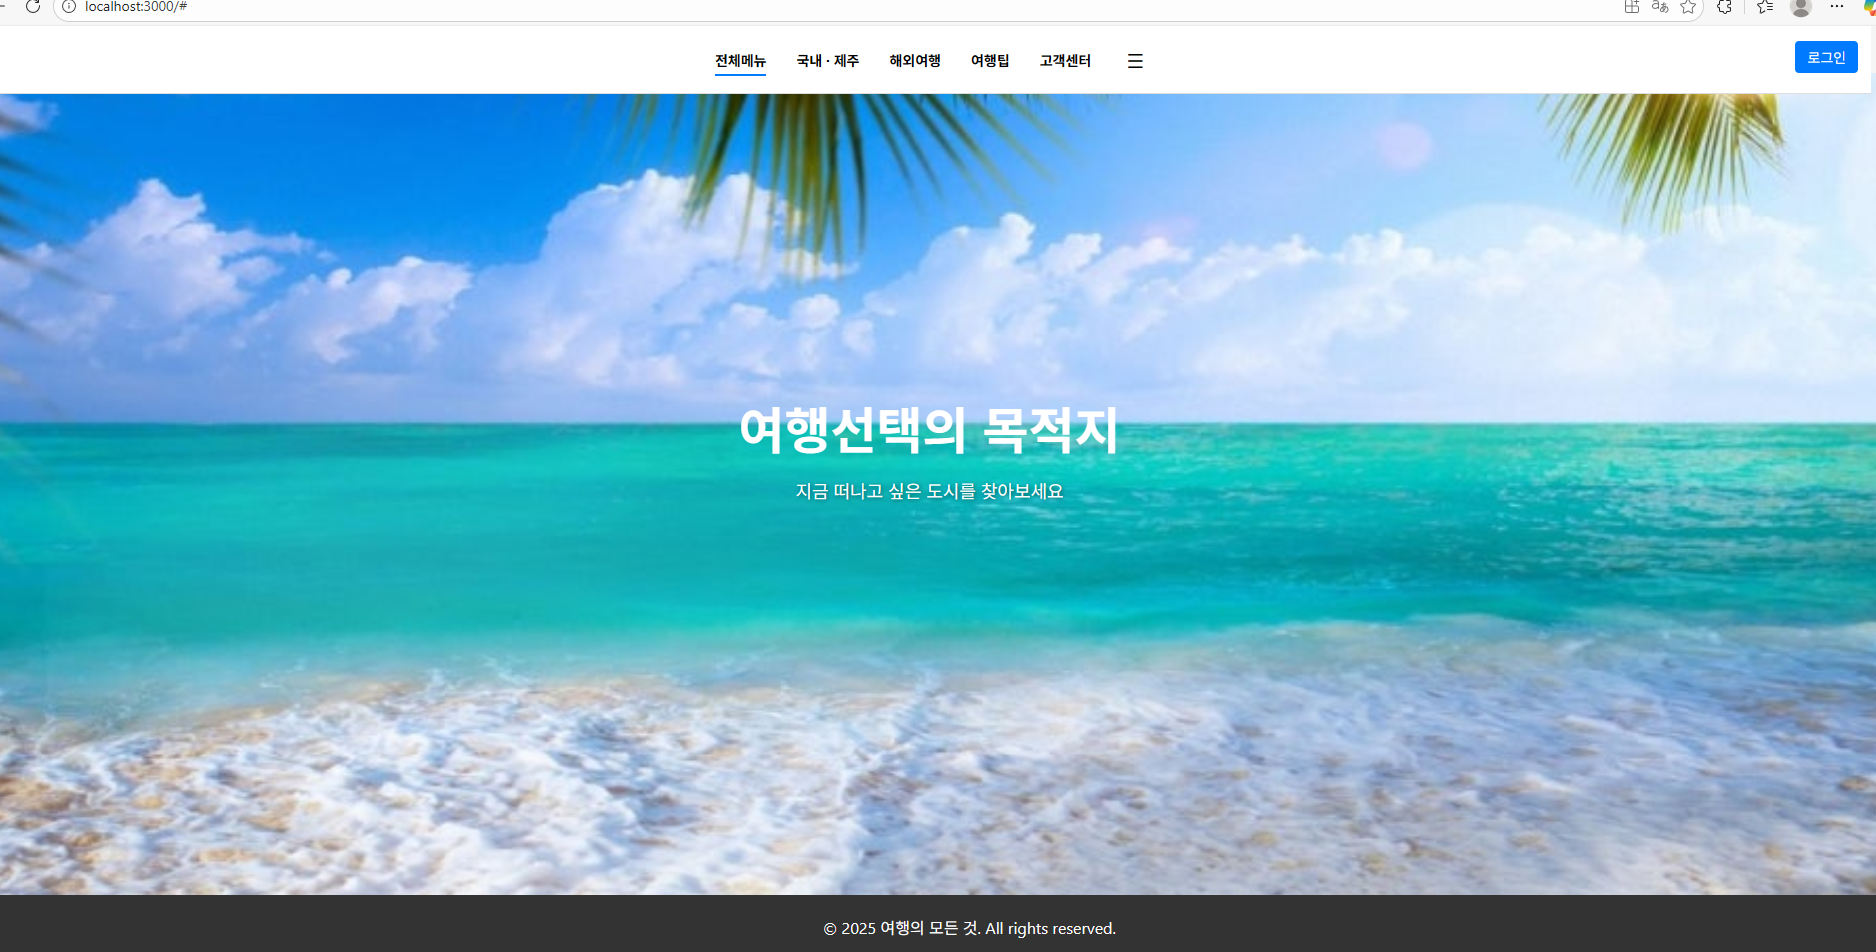 localhost:3000/#
전체메뉴 국내 · 제주 해외여행 여행팁 고객센터 ☰ 로그인
여행선택의 목적지
지금 떠나고 싶은 도시를 찾아보세요
© 2025 여행의 모든 것. All rights reserved.